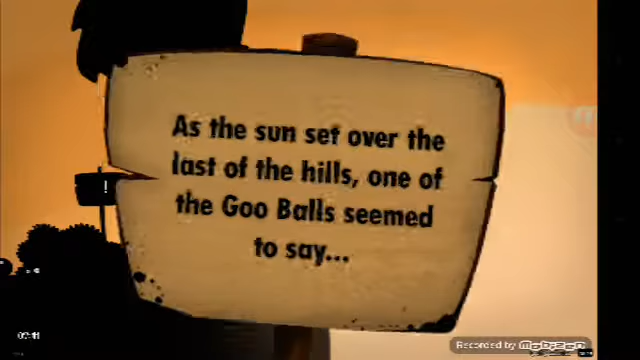 As the sun set over the
last of the hills, one of
the Goo Balls seemed
to say...
Recorded by